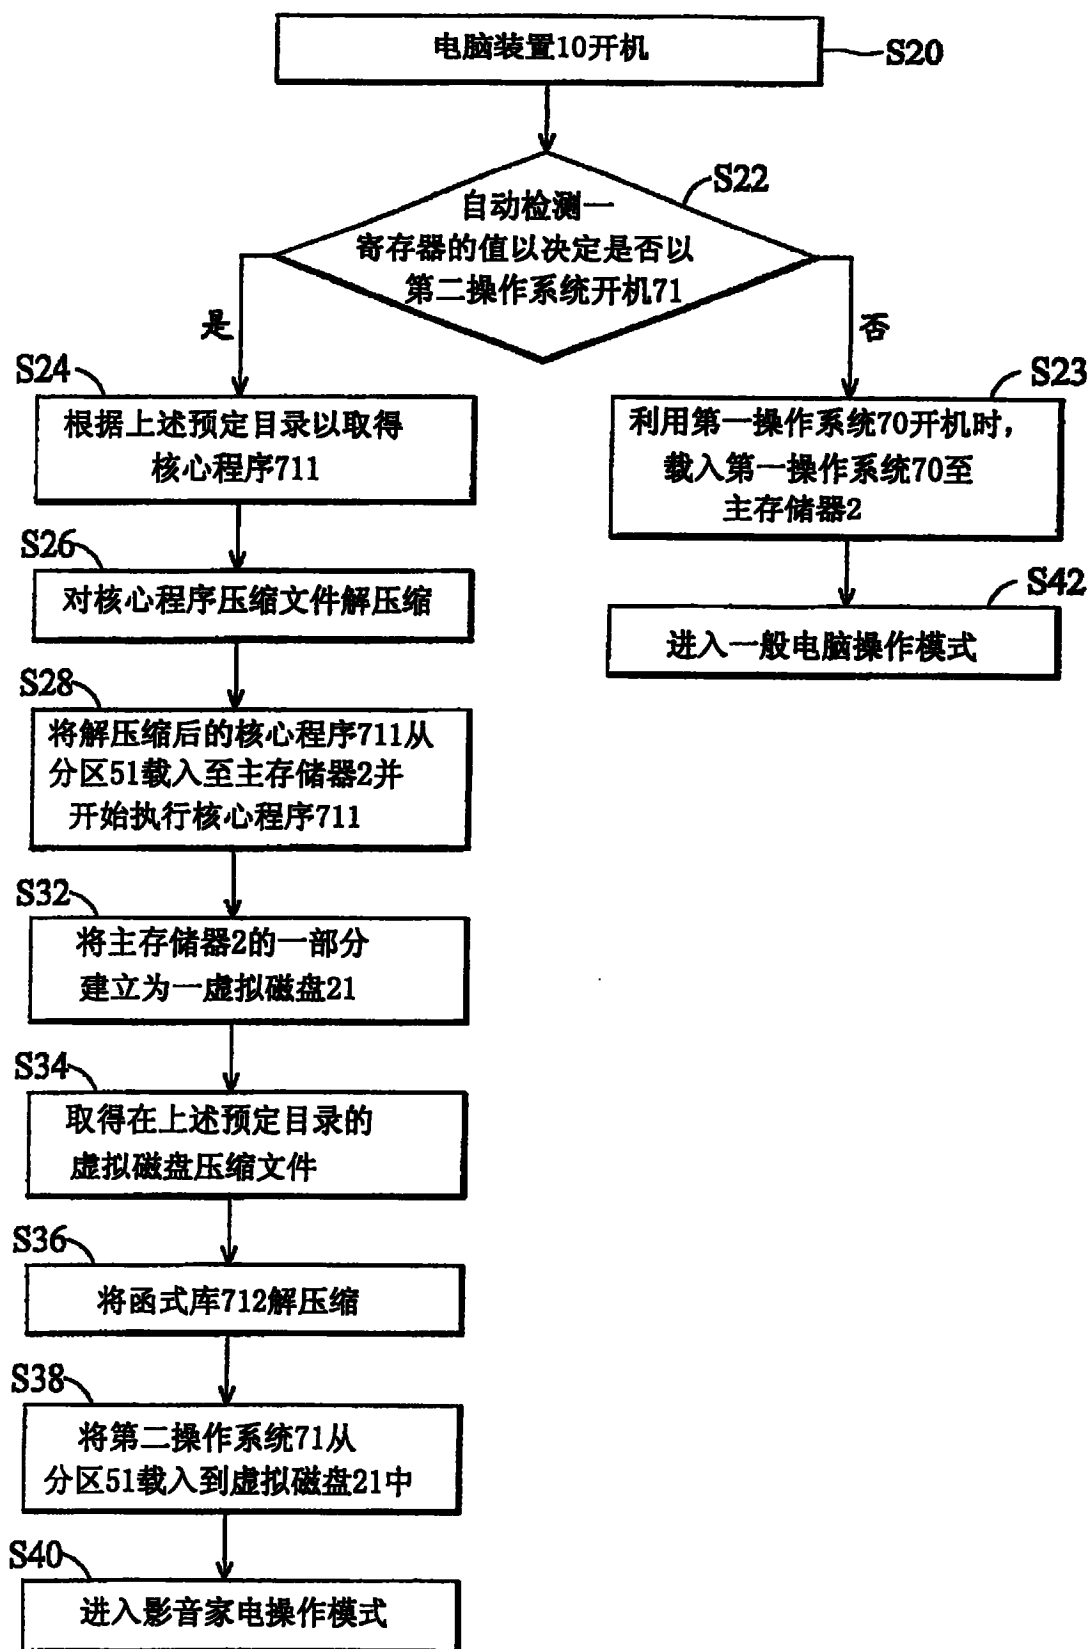 电脑装置10开机
S20
S22
自动检测一
寄存器的值以决定是否以
第二操作系统开机71
是
否
S24
根据上述预定目录以取得
核心程序711
S23
利用第一操作系统70开机时，
载入第一操作系统70至
主存储器2
S26
对核心程序压缩文件解压缩
S42
进入一般电脑操作模式
S28
将解压缩后的核心程序711从
分区51载入至主存储器2并
开始执行核心程序711
S32
将主存储器2的一部分
建立为一虚拟磁盘21
S34
取得在上述预定目录的
虚拟磁盘压缩文件
S36
将函式库712解压缩
S38
将第二操作系统71从
分区51载入到虚拟磁盘21中
S40
进入影音家电操作模式